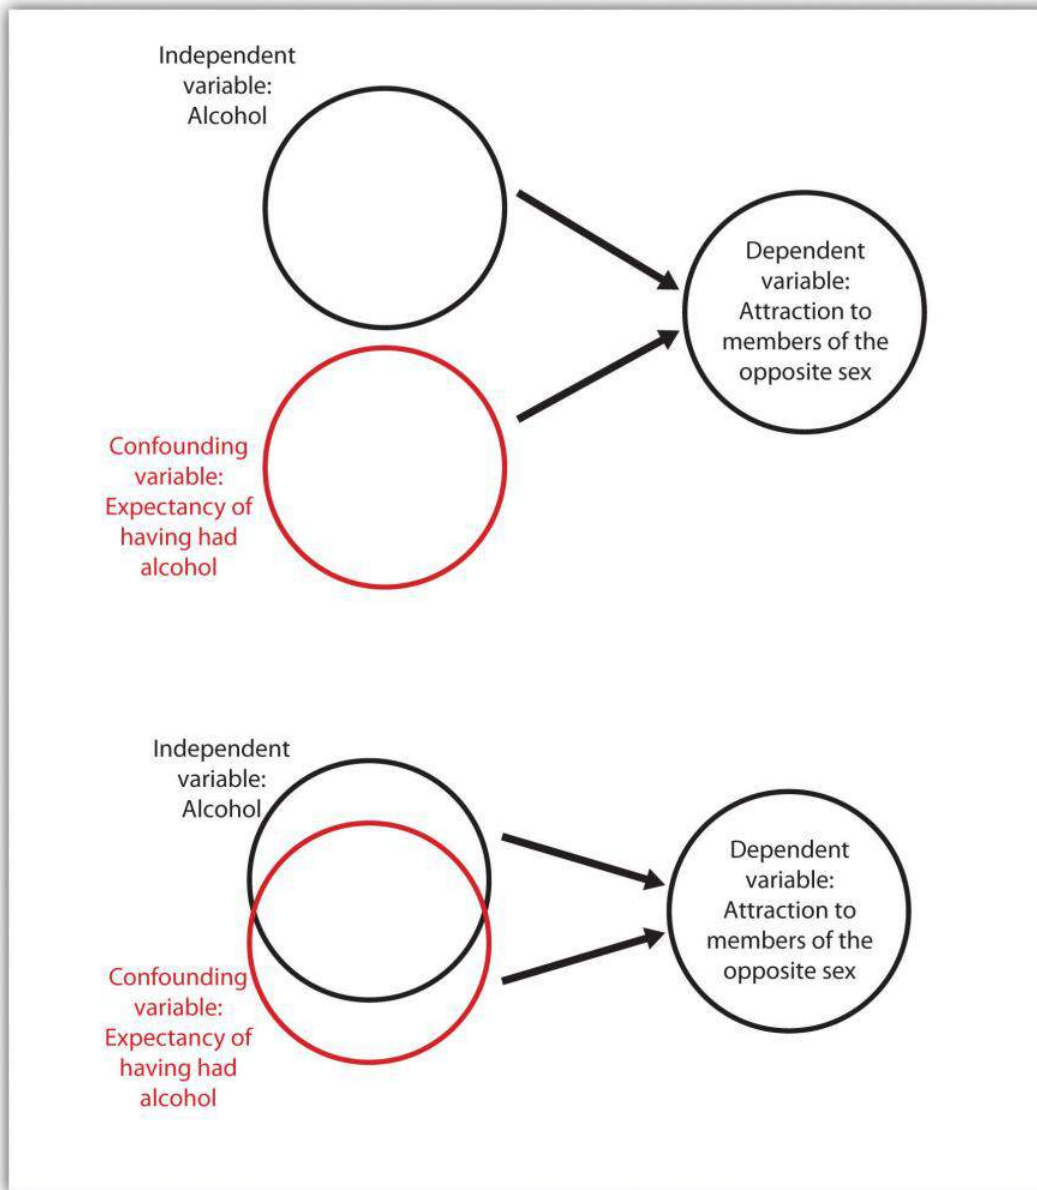 Independent
variable:
Alcohol
Dependent
variable:
Attraction to
members of the
opposite sex
Confounding
variable:
Expectancy of
having had
alcohol
Independent
variable:
Alcohol
Dependent
variable:
Attraction to
members of the
opposite sex
Confounding
variable:
Expectancy of
having had
alcohol